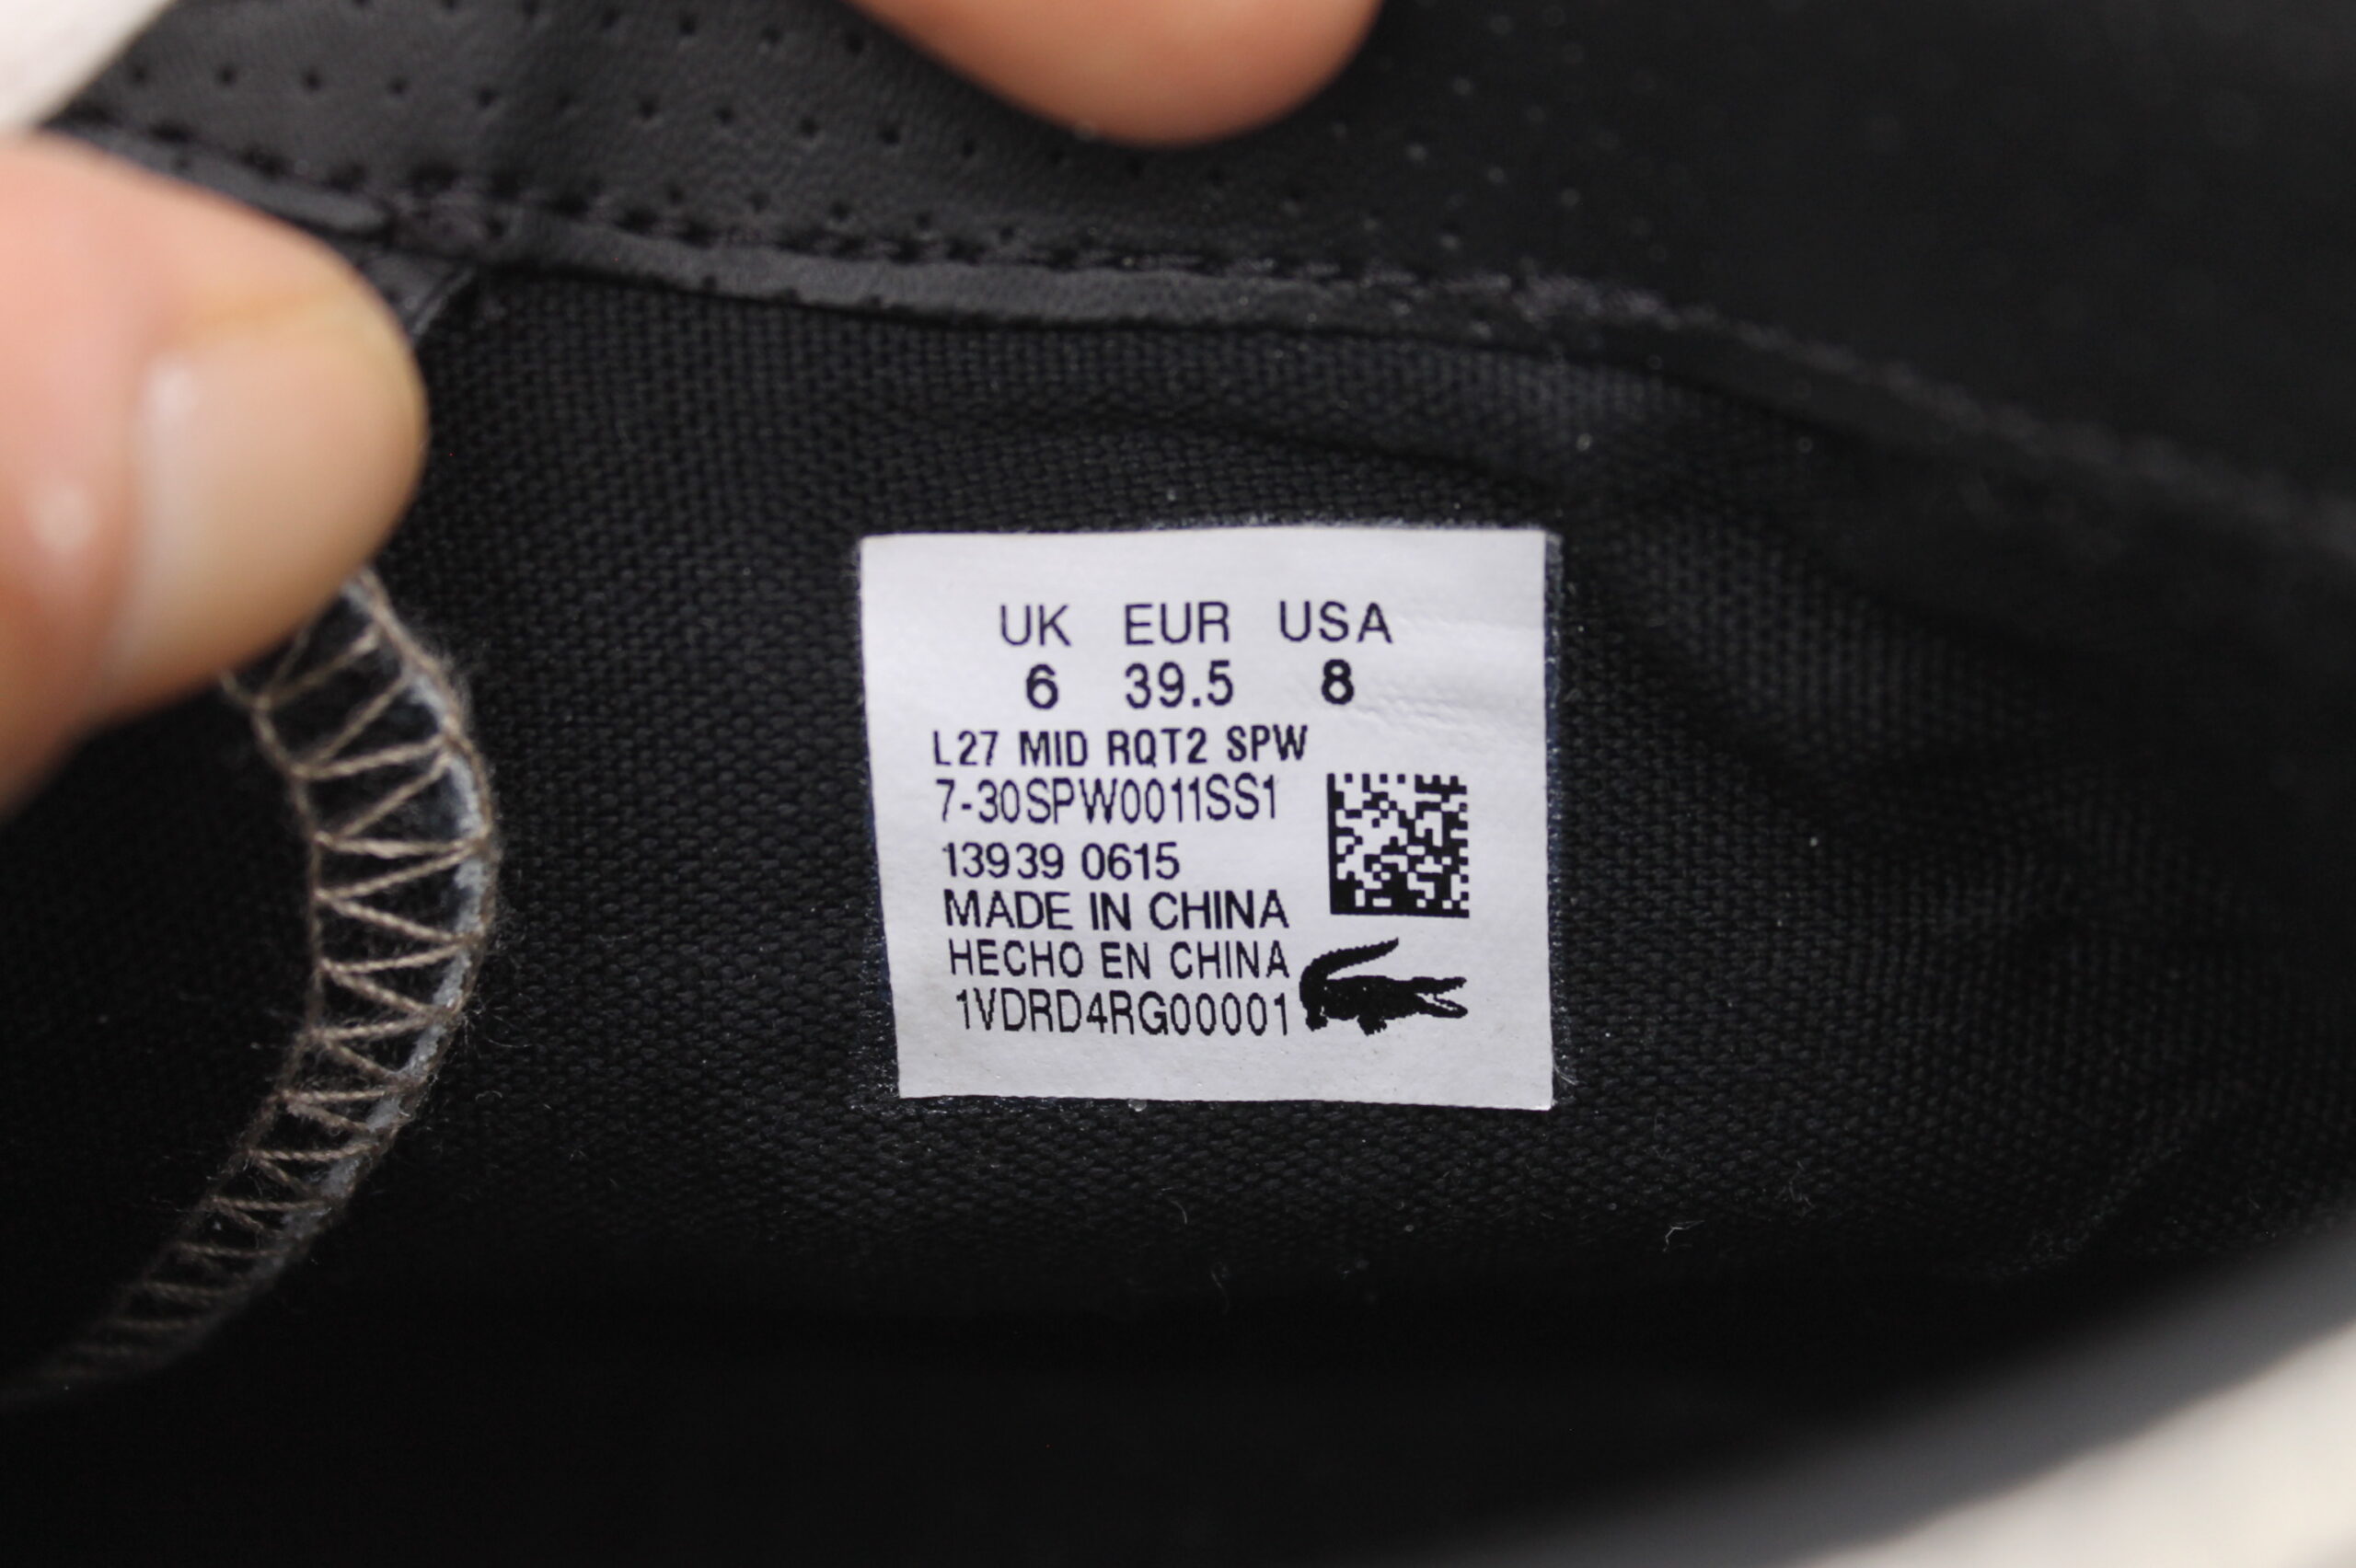 UK EUR USA
6 39.5 8
L27 MID RQT2 SPW
7-30SPW0011SS1
13939 0615
MADE IN CHINA
HECHO EN CHINA
1VDRD4RG00001